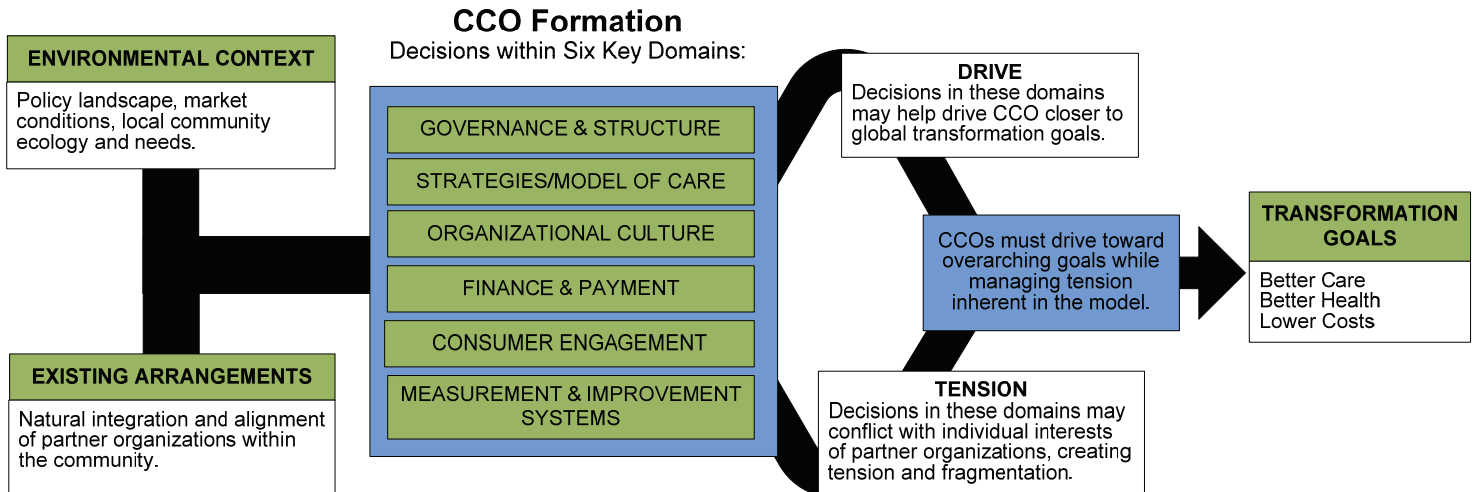 CCO Formation
Decisions within Six Key Domains:
ENVIRONMENTAL CONTEXT
Policy landscape, market
conditions, local community
ecology and needs.
EXISTING ARRANGEMENTS
Natural integration and alignment
of partner organizations within
the community.
GOVERNANCE & STRUCTURE
STRATEGIES/MODEL OF CARE
ORGANIZATIONAL CULTURE
FINANCE & PAYMENT
CONSUMER ENGAGEMENT
MEASUREMENT & IMPROVEMENT
SYSTEMS
DRIVE
Decisions in these domains
may help drive CCO closer to
global transformation goals.
CCOs must drive toward
overarching goals while
managing tension
inherent in the model.
TENSION
Decisions in these domains may
conflict with individual interests
of partner organizations, creating
tension and fragmentation.
TRANSFORMATION
GOALS
Better Care
Better Health
Lower Costs